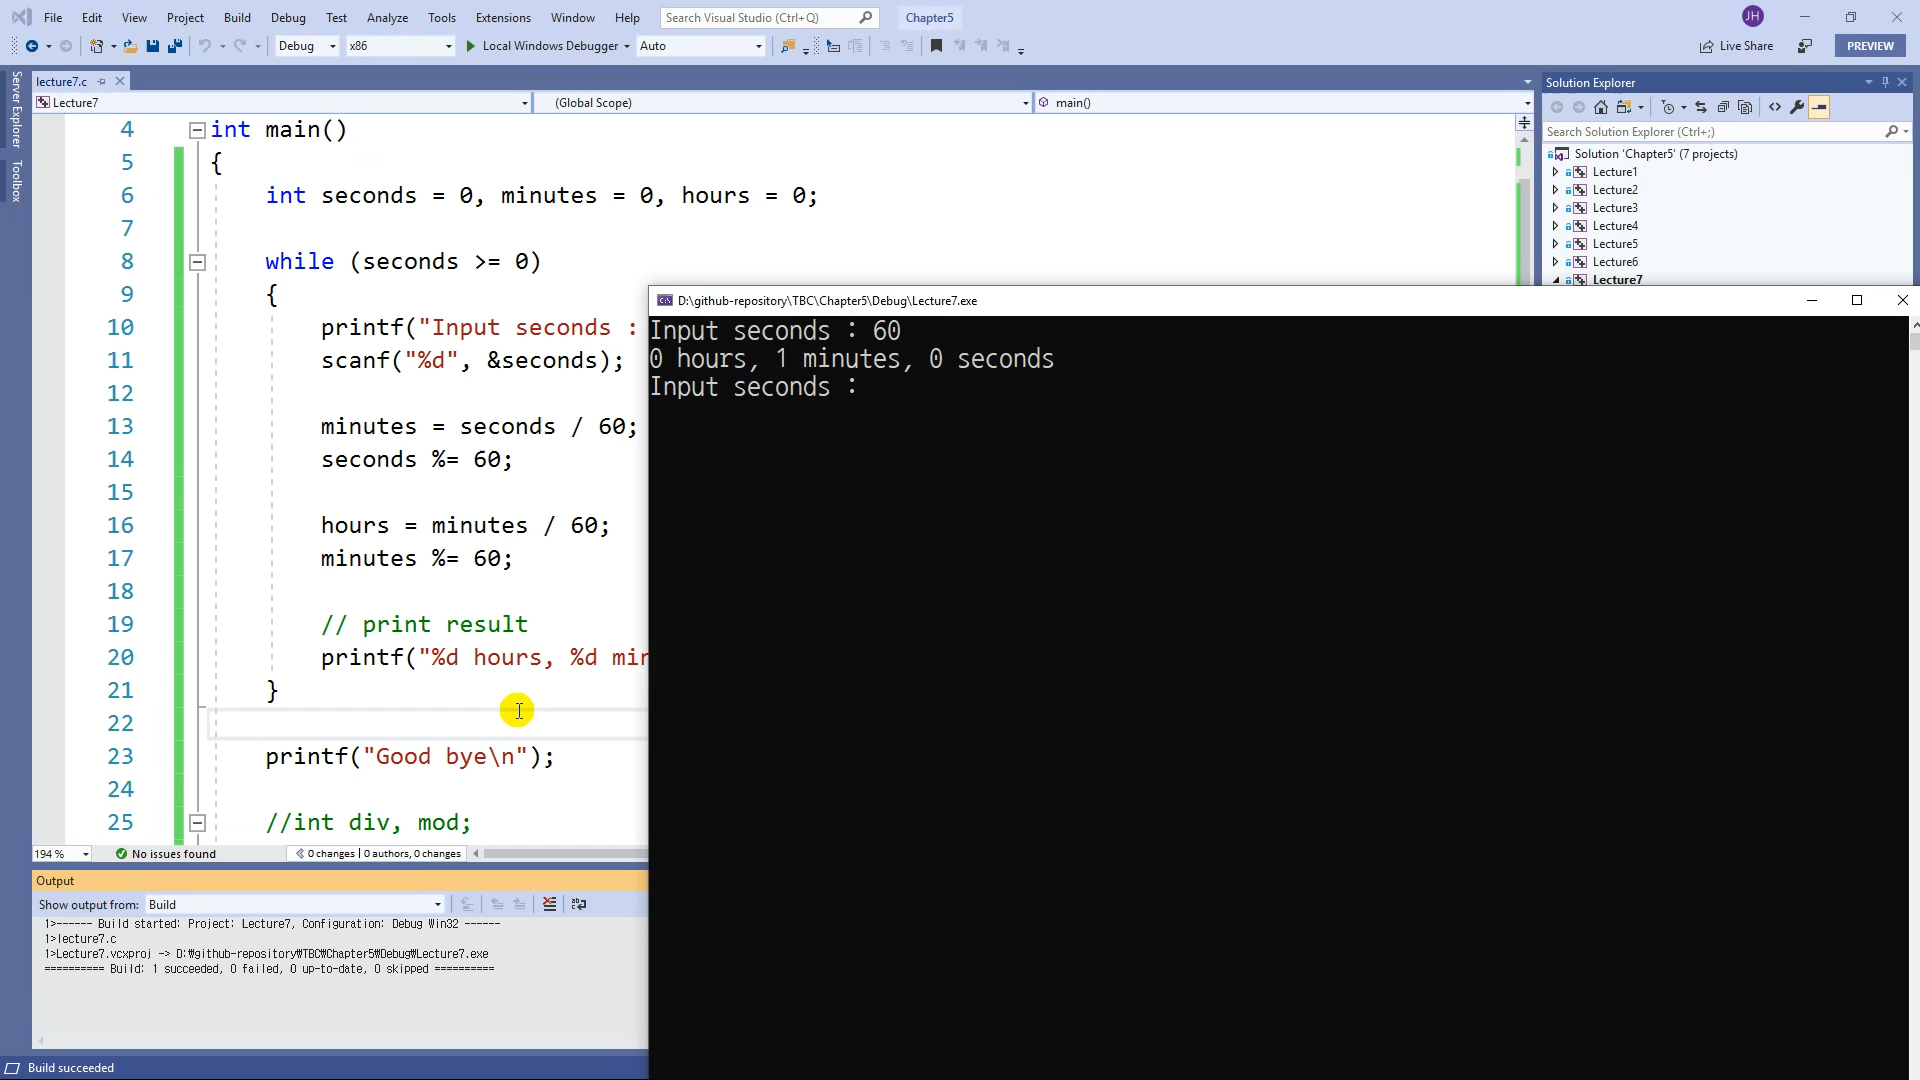 File Edit View Project Build Debug Test Analyze Tools Extensions Window Help Search Visual Studio (Ctrl+Q) Chapter5 JH
Debug x86 Local Windows Debugger Auto Live Share PREVIEW
Server Explorer
Toolbox
lecture7.c
Lecture7 (Global Scope) main()
4 int main()
5 {
6 int seconds = 0, minutes = 0, hours = 0;
7
8 while (seconds >= 0)
9 {
10 printf("Input seconds :
11 scanf("%d", &seconds);
12
13 minutes = seconds / 60;
14 seconds %= 60;
15
16 hours = minutes / 60;
17 minutes %= 60;
18
19 // print result
20 printf("%d hours, %d min
21 }
22
23 printf("Good bye\n");
24
25 //int div, mod;
194 % No issues found 0 changes | 0 authors, 0 changes
Output
Show output from: Build
1>------ Build started: Project: Lecture7, Configuration: Debug Win32 ------
1>lecture7.c
1>Lecture7.vcxproj -> D:₩github-repository₩TBC₩Chapter5₩Debug₩Lecture7.exe
========== Build: 1 succeeded, 0 failed, 0 up-to-date, 0 skipped ==========
Build succeeded
Solution Explorer
Search Solution Explorer (Ctrl+;)
Solution 'Chapter5' (7 projects)
Lecture1
Lecture2
Lecture3
Lecture4
Lecture5
Lecture6
Lecture7
D:\github-repository\TBC\Chapter5\Debug\Lecture7.exe
Input seconds : 60
0 hours, 1 minutes, 0 seconds
Input seconds :